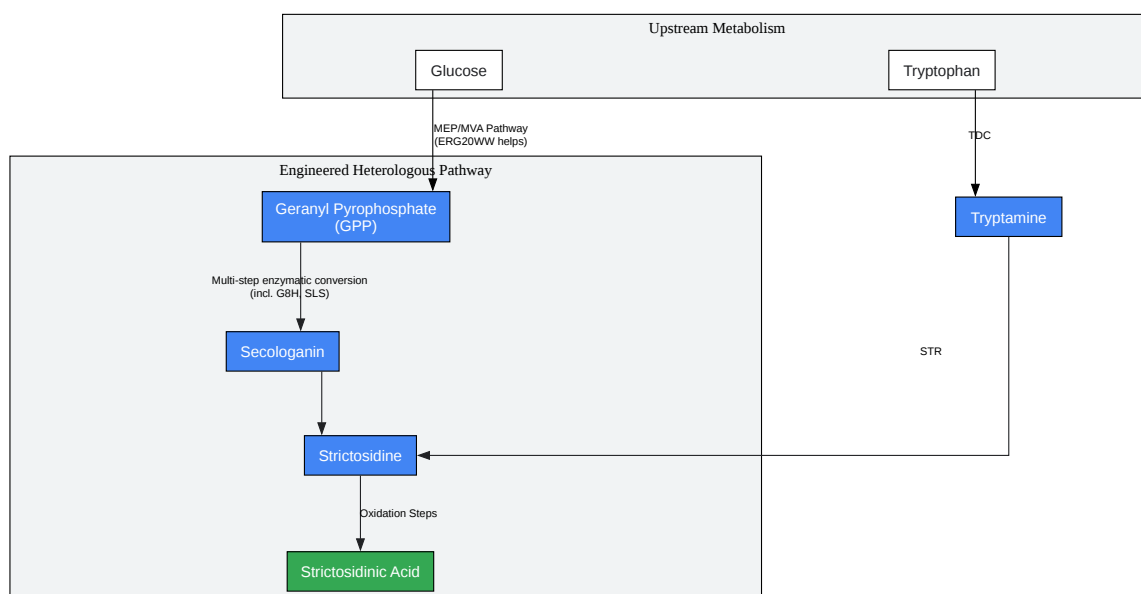 Upstream Metabolism
Glucose
Tryptophan
MEP/MVA Pathway
(ERG20WW helps)
TDC
Engineered Heterologous Pathway
Geranyl Pyrophosphate
(GPP)
Tryptamine
Multi-step enzymatic conversion
(incl. G8H, SLS)
Secologanin
STR
Strictosidine
Oxidation Steps
Strictosidinic Acid